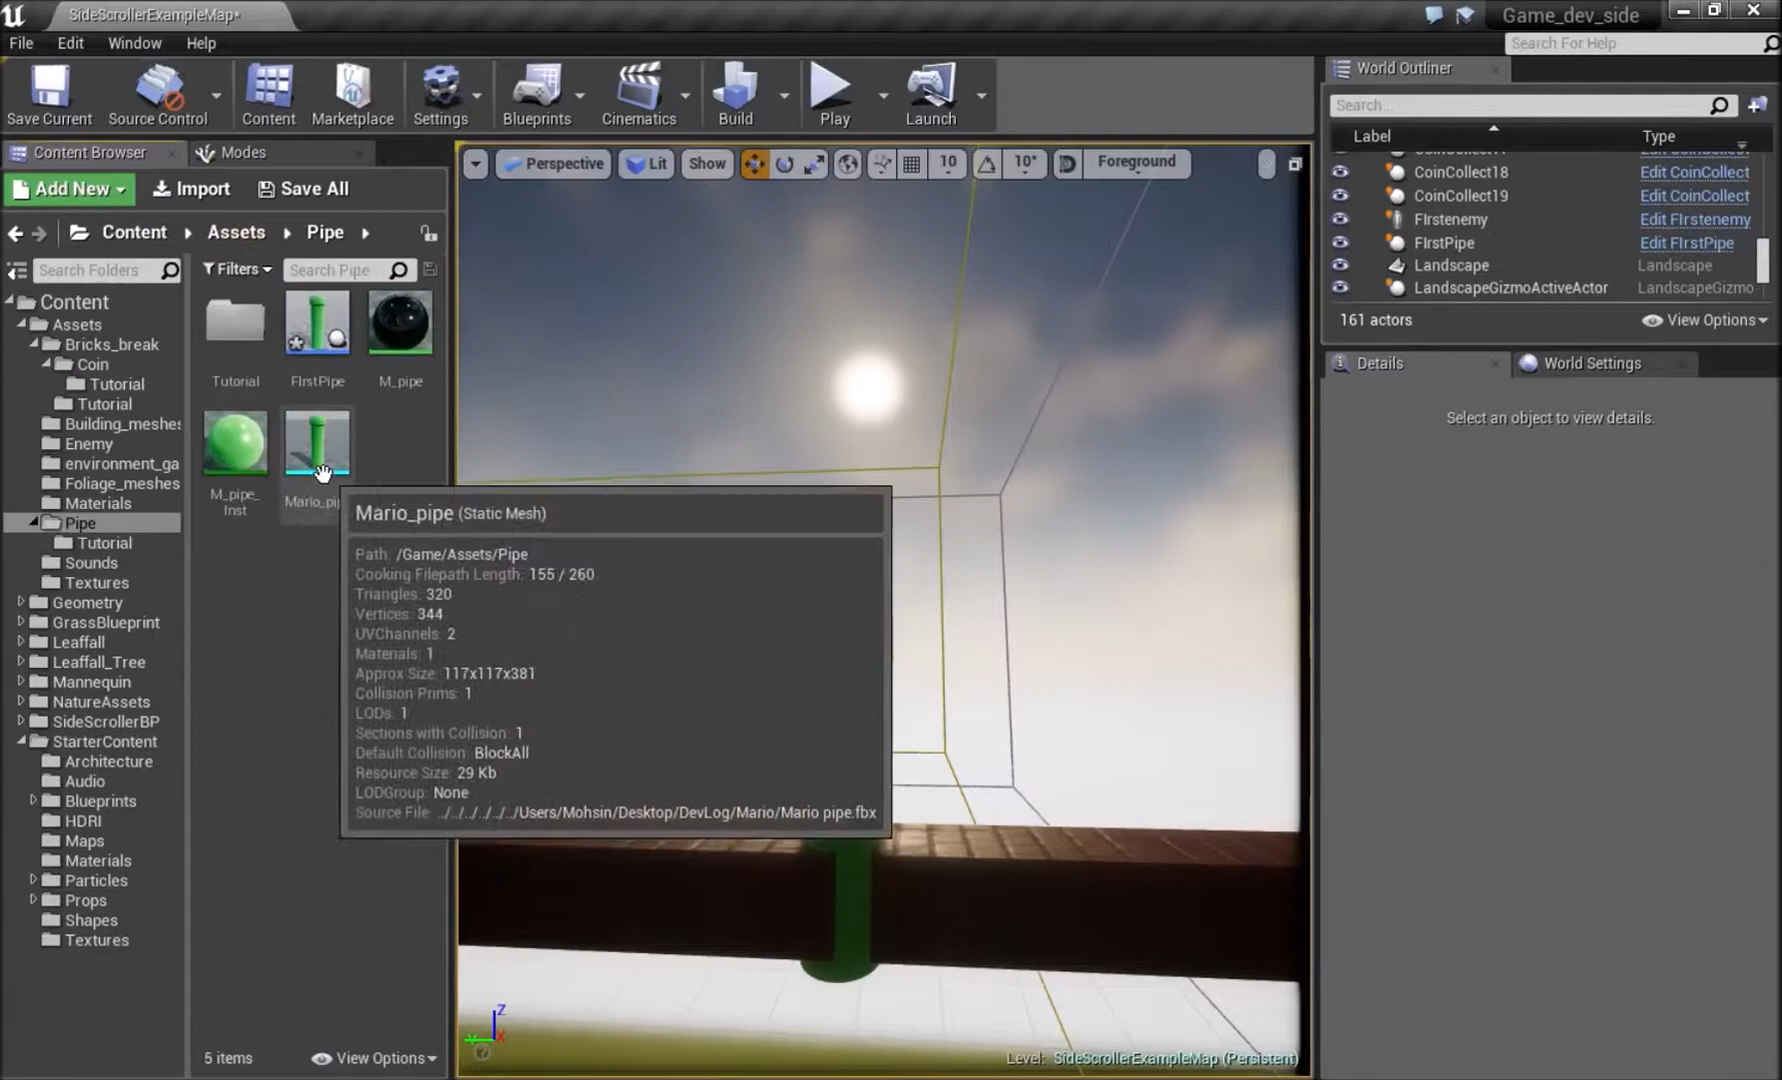 SideScrollerExampleMap*
Game_dev_side
File Edit Window Help
Search For Help
Save Current Source Control Content Marketplace Settings Blueprints Cinematics Build Play Launch
World Outliner
Search...
Label Type
CoinCollect18 Edit CoinCollect
CoinCollect19 Edit CoinCollect
FIrstenemy Edit FIrstenemy
FIrstPipe Edit FIrstPipe
Landscape Landscape
LandscapeGizmoActiveActor LandscapeGizmo
161 actors View Options
Details World Settings
Select an object to view details.
Content Browser Modes
Add New Import Save All
Content Assets Pipe
Search Folders Filters Search Pipe
Content
Assets
Bricks_break
Coin
Tutorial
Tutorial
Building_meshes
Enemy
environment_ga
Foliage_meshes
Materials
Pipe
Tutorial
Sounds
Textures
Geometry
GrassBlueprint
Leaffall
Leaffall_Tree
Mannequin
NatureAssets
SideScrollerBP
StarterContent
Architecture
Audio
Blueprints
HDRI
Maps
Materials
Particles
Props
Shapes
Textures
Tutorial FIrstPipe M_pipe
M_pipe_
Inst
Mario_pi
5 items View Options
Perspective Lit Show 10 10° Foreground
Mario_pipe (Static Mesh)
Path: /Game/Assets/Pipe
Cooking Filepath Length: 155 / 260
Triangles: 320
Vertices: 344
UVChannels: 2
Materials: 1
Approx Size: 117x117x381
Collision Prims: 1
LODs: 1
Sections with Collision: 1
Default Collision: BlockAll
Resource Size: 29 Kb
LODGroup: None
Source File: ../../../../../../Users/Mohsin/Desktop/DevLog/Mario/Mario pipe.fbx
Z
Y
X
Level: SideScrollerExampleMap (Persistent)